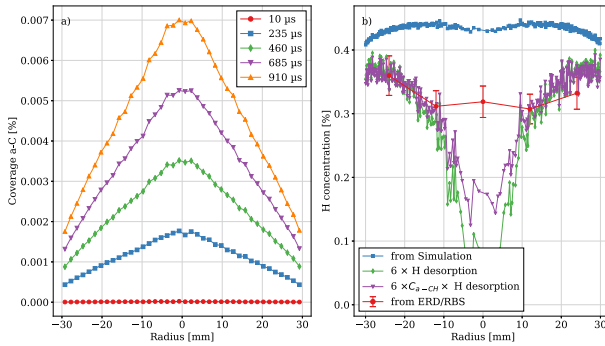 a)
10 μs
235 μs
460 μs
685 μs
910 μs
0.007
0.006
0.005
0.004
0.003
0.002
0.001
0.000
Coverage a-C [%]
−30 −20 −10 0 10 20 30
Radius [mm]
b)
0.4
0.3
0.2
0.1
0.0
H concentration [%]
from Simulation
6 × H desorption
6 ×C_{a−CH}× H desorption
from ERD/RBS
−30 −20 −10 0 10 20 30
Radius [mm]